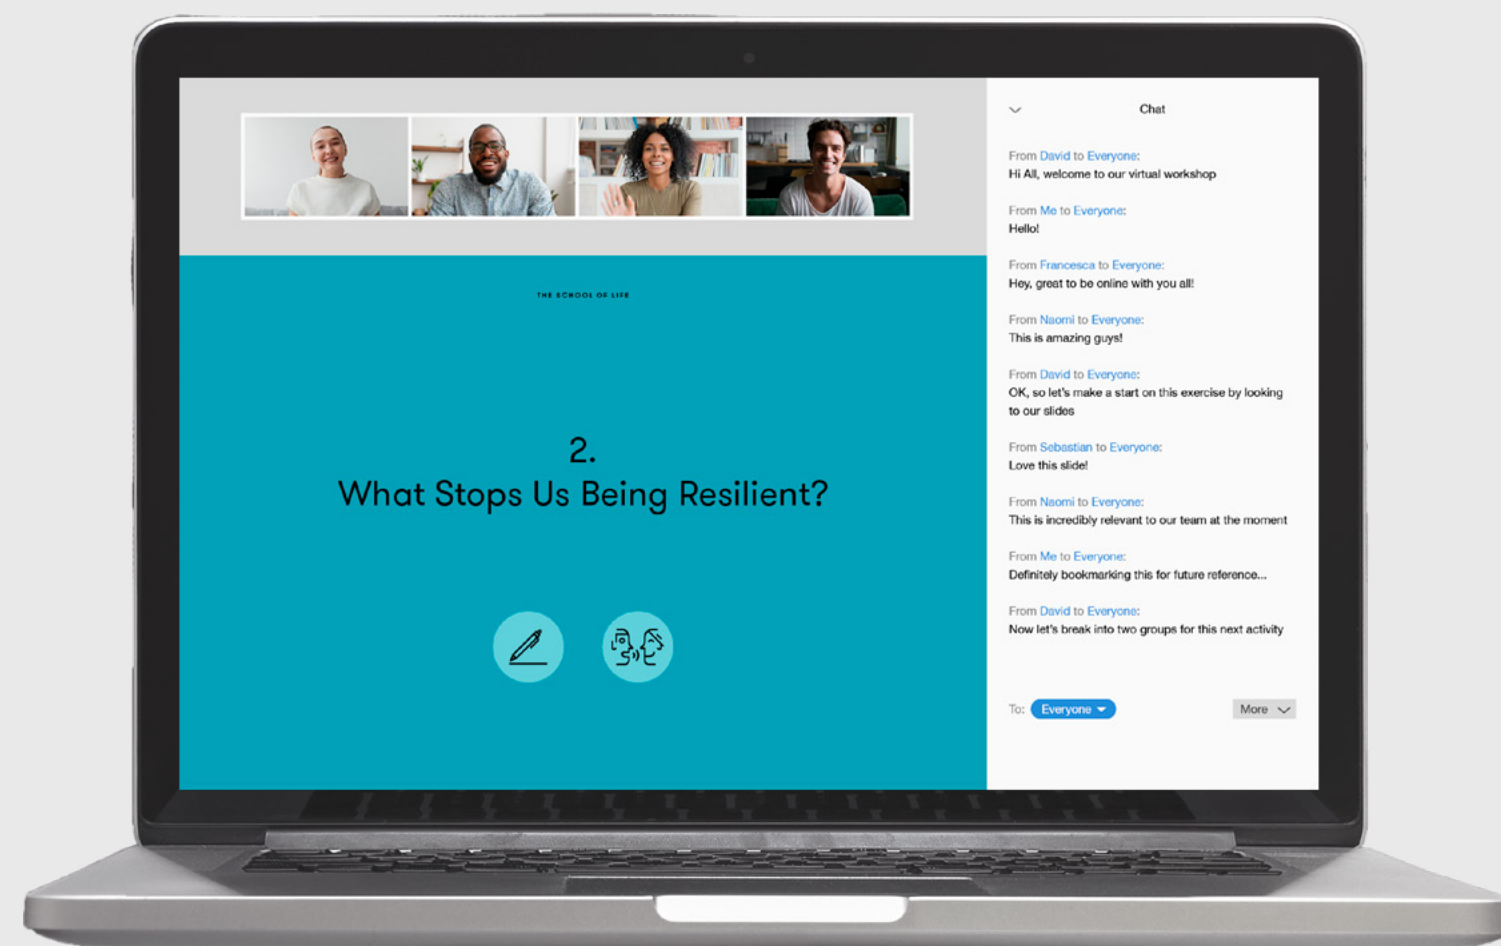 THE SCHOOL OF LIFE
2.
What Stops Us Being Resilient?
Chat
From David to Everyone:
Hi All, welcome to our virtual workshop
From Me to Everyone:
Hello!
From Francesca to Everyone:
Hey, great to be online with you all!
From Naomi to Everyone:
This is amazing guys!
From David to Everyone:
OK, so let's make a start on this exercise by looking
to our slides
From Sebastian to Everyone:
Love this slide!
From Naomi to Everyone:
This is incredibly relevant to our team at the moment
From Me to Everyone:
Definitely bookmarking this for future reference...
From David to Everyone:
Now let's break into two groups for this next activity
To: Everyone
More